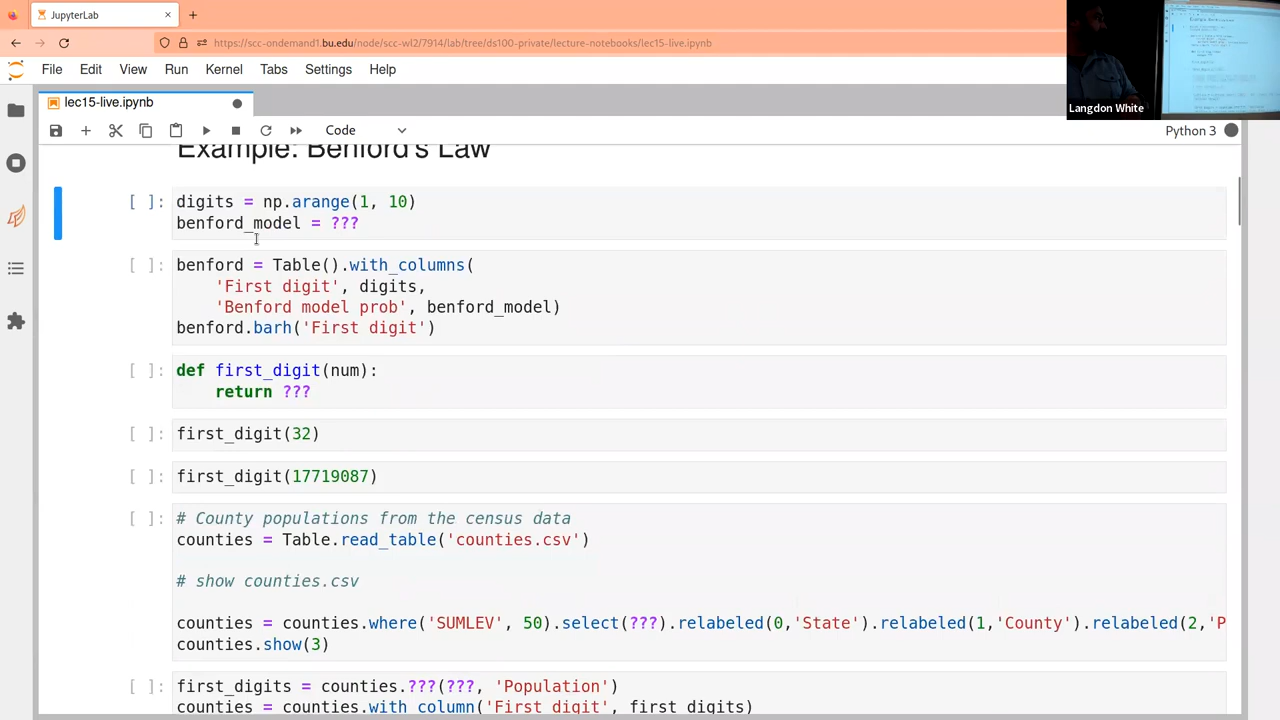 JupyterLab
https://scc-ondemand1.bu.edu/node/scc-wl2/7914/lab/tree/ds100-private/lecture-notebooks/lec15-live.ipynb
File Edit View Run Kernel Tabs Settings Help
Langdon White
lec15-live.ipynb
Code
Python 3
Example: Benford's Law
[ ]: digits = np.arange(1, 10)
benford_model = ???
[ ]: benford = Table().with_columns(
'First digit', digits,
'Benford model prob', benford_model)
benford.barh('First digit')
[ ]: def first_digit(num):
return ???
[ ]: first_digit(32)
[ ]: first_digit(17719087)
[ ]: # County populations from the census data
counties = Table.read_table('counties.csv')
# show counties.csv
counties = counties.where('SUMLEV', 50).select(???).relabeled(0,'State').relabeled(1,'County').relabeled(2,'P
counties.show(3)
[ ]: first_digits = counties.???(???, 'Population')
counties = counties.with_column('First digit', first_digits)